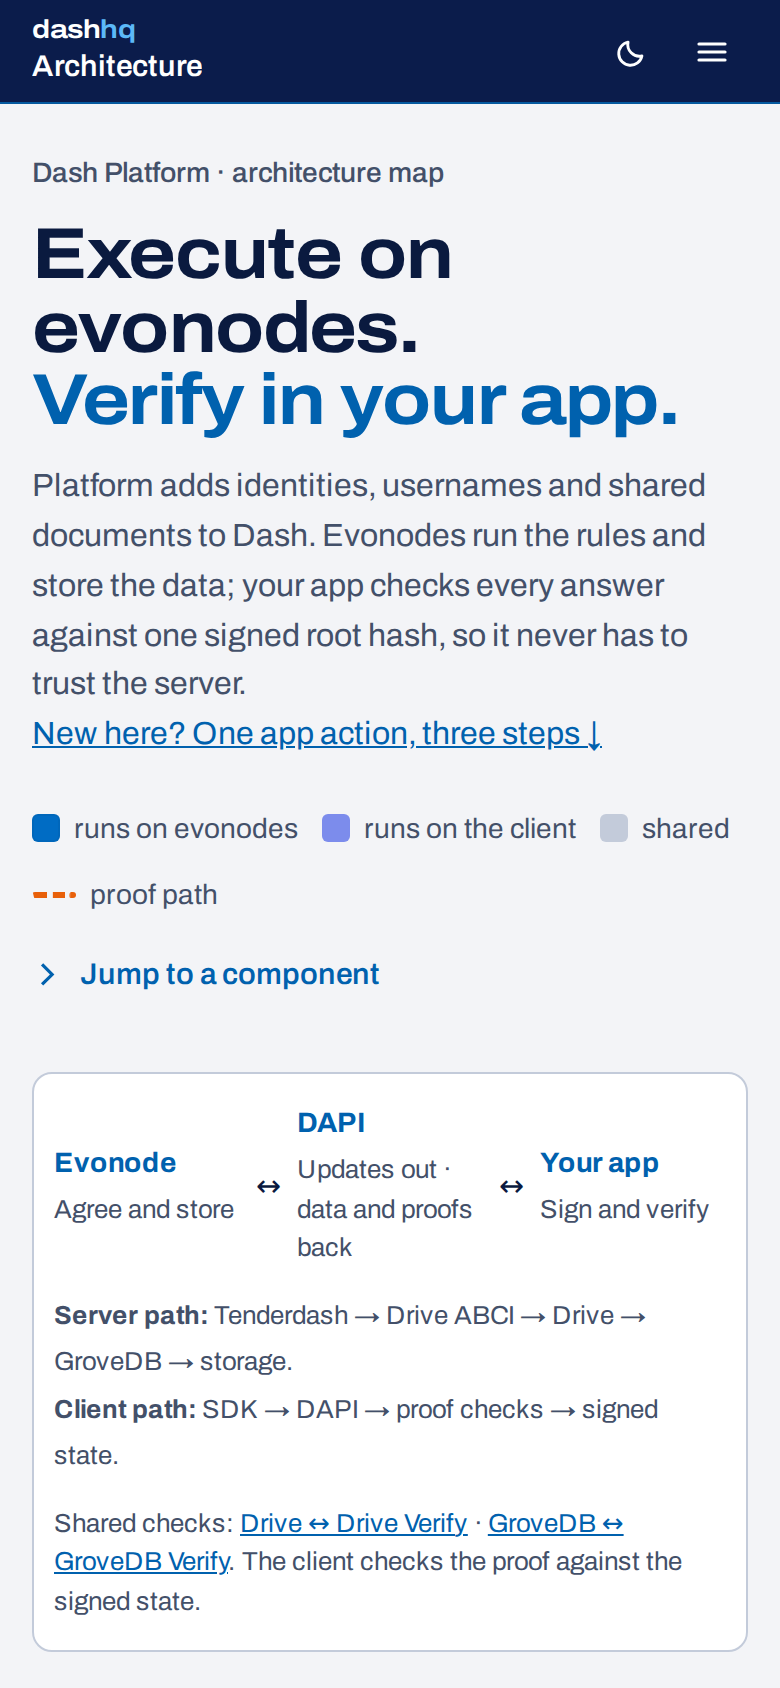 dashhq
Architecture
Dash Platform · architecture map
Execute on
evonodes.
Verify in your app.
Platform adds identities, usernames and shared
documents to Dash. Evonodes run the rules and
store the data; your app checks every answer
against one signed root hash, so it never has to
trust the server.
New here? One app action, three steps ↓
runs on evonodes
runs on the client
shared
proof path
Jump to a component
Evonode
Agree and store
↔
DAPI
Updates out ·
data and proofs
back
↔
Your app
Sign and verify
Server path: Tenderdash → Drive ABCI → Drive →
GroveDB → storage.
Client path: SDK → DAPI → proof checks → signed
state.
Shared checks: Drive ↔ Drive Verify · GroveDB ↔
GroveDB Verify. The client checks the proof against the
signed state.